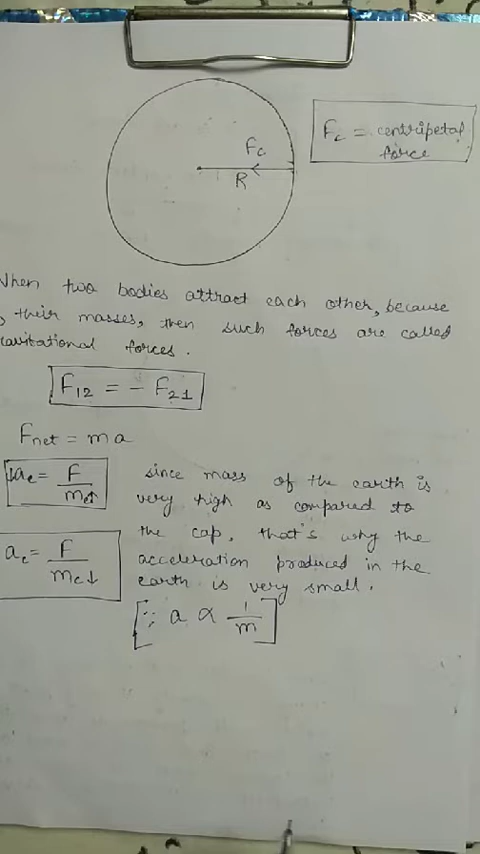 Fc
R
Fc = centripetal
force
When two bodies attract each other, because
their masses, then such forces are called
avitational forces.
F12 = - F21
Fnet = ma
↓ae = F/me↑
since mass of the earth is
very high as compared to
the cap, that's why the
acceleration produced in the
earth is very small.
ac = F/mc↓
[∵ a ∝ 1/m]